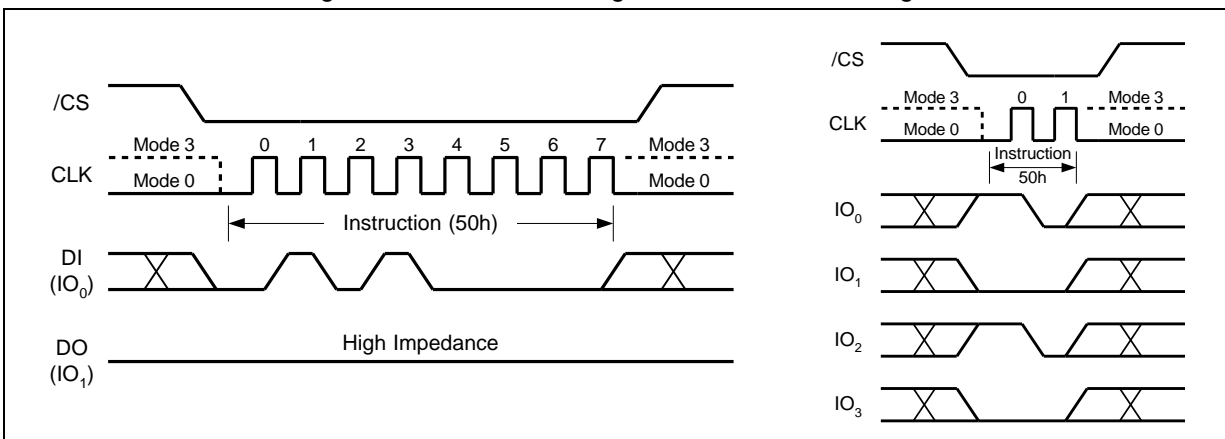 /CS
Mode 3 0 1 2 3 4 5 6 7 Mode 3
CLK
Mode 0 Mode 0
Instruction (50h)
DI
(IO0)
High Impedance
DO
(IO1)
/CS
Mode 3 0 1 Mode 3
CLK
Mode 0 Mode 0
Instruction
50h
IO0
IO1
IO2
IO3